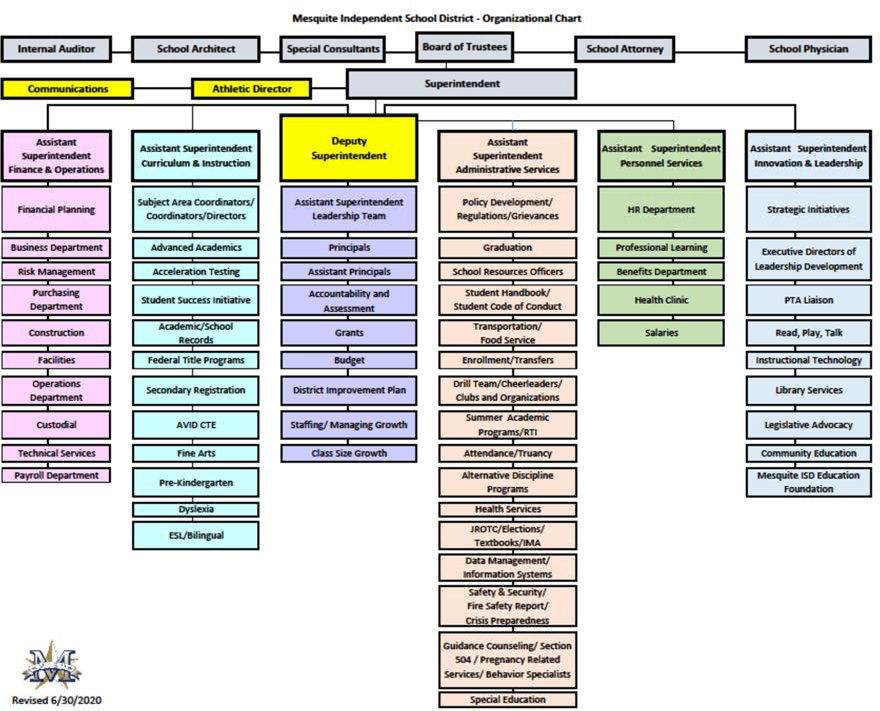 Mesquite Independent School District - Organizational Chart
Internal Auditor
School Architect
Special Consultants
Board of Trustees
School Attorney
School Physician
Communications
Athletic Director
Superintendent
Assistant
Superintendent
Finance & Operations
Financial Planning
Business Department
Risk Management
Purchasing
Department
Construction
Facilities
Operations
Department
Custodial
Technical Services
Payroll Department
Assistant Superintendent
Curriculum & Instruction
Subject Area Coordinators/
Coordinators/Directors
Advanced Academics
Acceleration Testing
Student Success Initiative
Academic/School
Records
Federal Title Programs
Secondary Registration
AVID CTE
Fine Arts
Pre-Kindergarten
Dyslexia
ESL/Bilingual
Deputy
Superintendent
Assistant Superintendent
Leadership Team
Principals
Assistant Principals
Accountability and
Assessment
Grants
Budget
District Improvement Plan
Staffing/ Managing Growth
Class Size Growth
Assistant
Superintendent
Administrative Services
Policy Development/
Regulations/Grievances
Graduation
School Resources Officers
Student Handbook/
Student Code of Conduct
Transportation/
Food Service
Enrollment/Transfers
Drill Team/Cheerleaders/
Clubs and Organizations
Summer Academic
Programs/RTI
Attendance/Truancy
Alternative Discipline
Programs
Health Services
JROTC/Elections/
Textbooks/IMA
Data Management/
Information Systems
Safety & Security/
Fire Safety Report/
Crisis Preparedness
Guidance Counseling/ Section
504 / Pregnancy Related
Services/ Behavior Specialists
Special Education
Assistant Superintendent
Personnel Services
HR Department
Professional Learning
Benefits Department
Health Clinic
Salaries
Assistant Superintendent
Innovation & Leadership
Strategic Initiatives
Executive Directors of
Leadership Development
PTA Liaison
Read, Play, Talk
Instructional Technology
Library Services
Legislative Advocacy
Community Education
Mesquite ISD Education
Foundation
M
Revised 6/30/2020